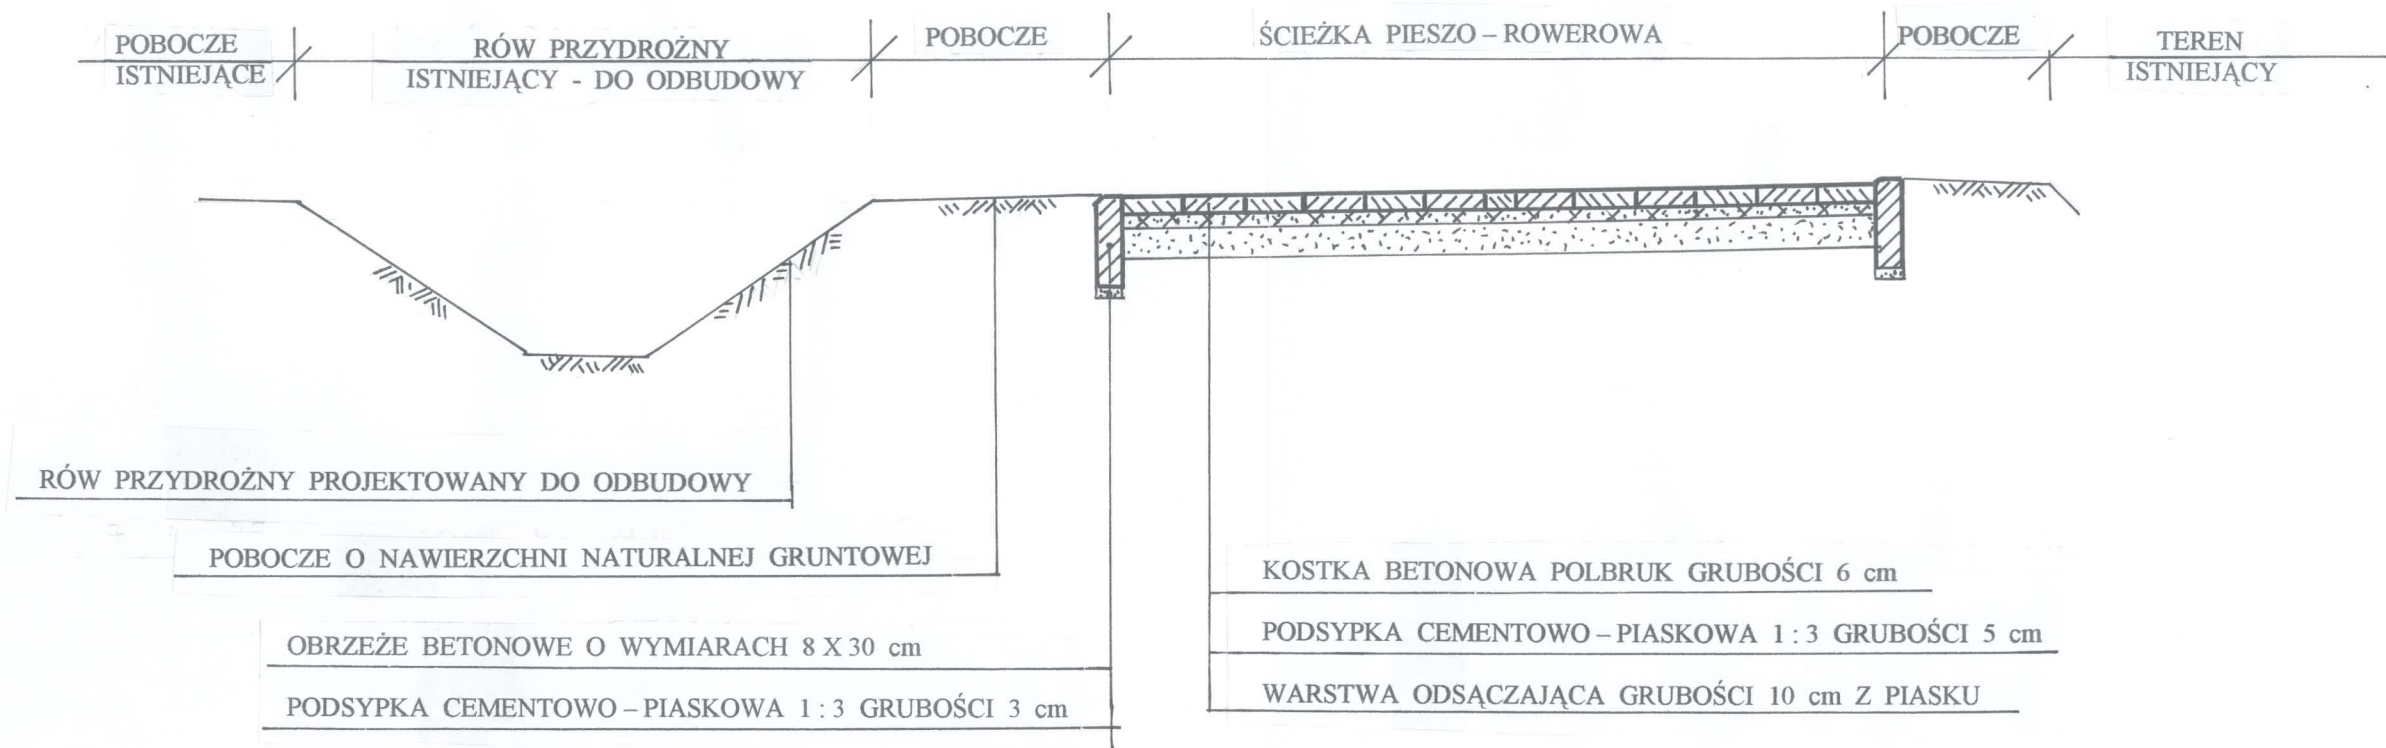 POBOCZE
ISTNIEJĄCE
RÓW PRZYDROŻNY
ISTNIEJĄCY - DO ODBUDOWY
POBOCZE
ŚCIEŻKA PIESZO – ROWEROWA
POBOCZE
TEREN
ISTNIEJĄCY
RÓW PRZYDROŻNY PROJEKTOWANY DO ODBUDOWY
POBOCZE O NAWIERZCHNI NATURALNEJ GRUNTOWEJ
OBRZEŻE BETONOWE O WYMIARACH 8 X 30 cm
PODSYPKA CEMENTOWO – PIASKOWA 1 : 3 GRUBOŚCI 3 cm
KOSTKA BETONOWA POLBRUK GRUBOŚCI 6 cm
PODSYPKA CEMENTOWO – PIASKOWA 1 : 3 GRUBOŚCI 5 cm
WARSTWA ODSĄCZAJĄCA GRUBOŚCI 10 cm Z PIASKU